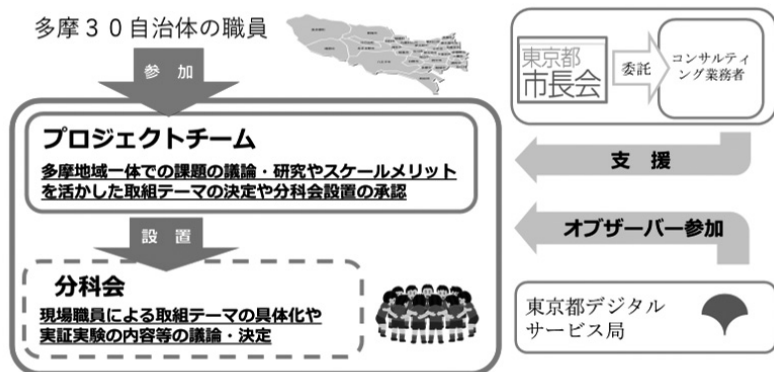 多摩３０自治体の職員
参 加
プロジェクトチーム
多摩地域一体での課題の議論・研究やスケールメリット
を活かした取組テーマの決定や分科会設置の承認
設 置
分科会
現場職員による取組テーマの具体化や
実証実験の内容等の議論・決定
東京都
市長会
委託
コンサルティ
ング業務者
支 援
オブザーバー参加
東京都デジタル
サービス局